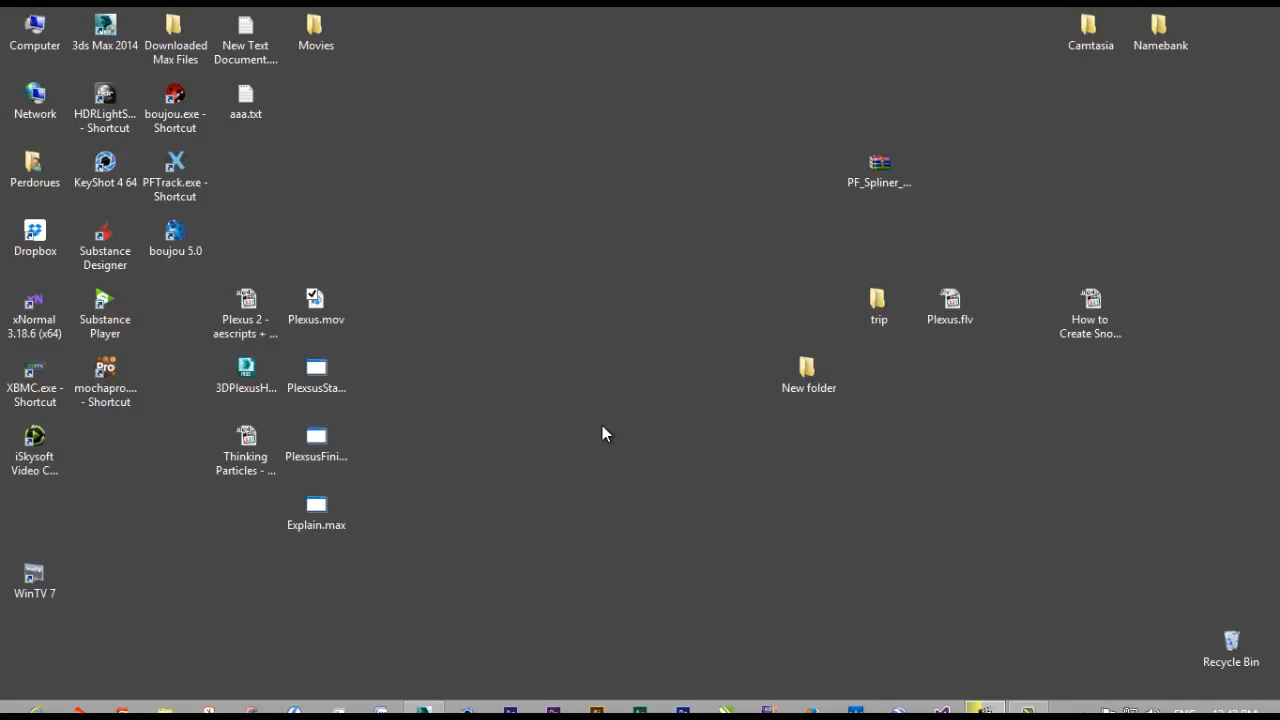 Computer
3ds Max 2014
Downloaded
Max Files
New Text
Document....
Movies
Camtasia
Namebank
Network
HDRLightS...
- Shortcut
boujou.exe -
Shortcut
aaa.txt
Perdorues
KeyShot 4 64
PFTrack.exe -
Shortcut
PF_Spliner_...
Dropbox
Substance
Designer
boujou 5.0
xNormal
3.18.6 (x64)
Substance
Player
Plexus 2 -
aescripts + ...
Plexus.mov
trip
Plexus.flv
How to
Create Sno...
XBMC.exe -
Shortcut
mochapro....
- Shortcut
3DPlexusH...
PlexsusSta...
New folder
iSkysoft
Video C...
Thinking
Particles - ...
PlexsusFini...
Explain.max
WinTV 7
Recycle Bin